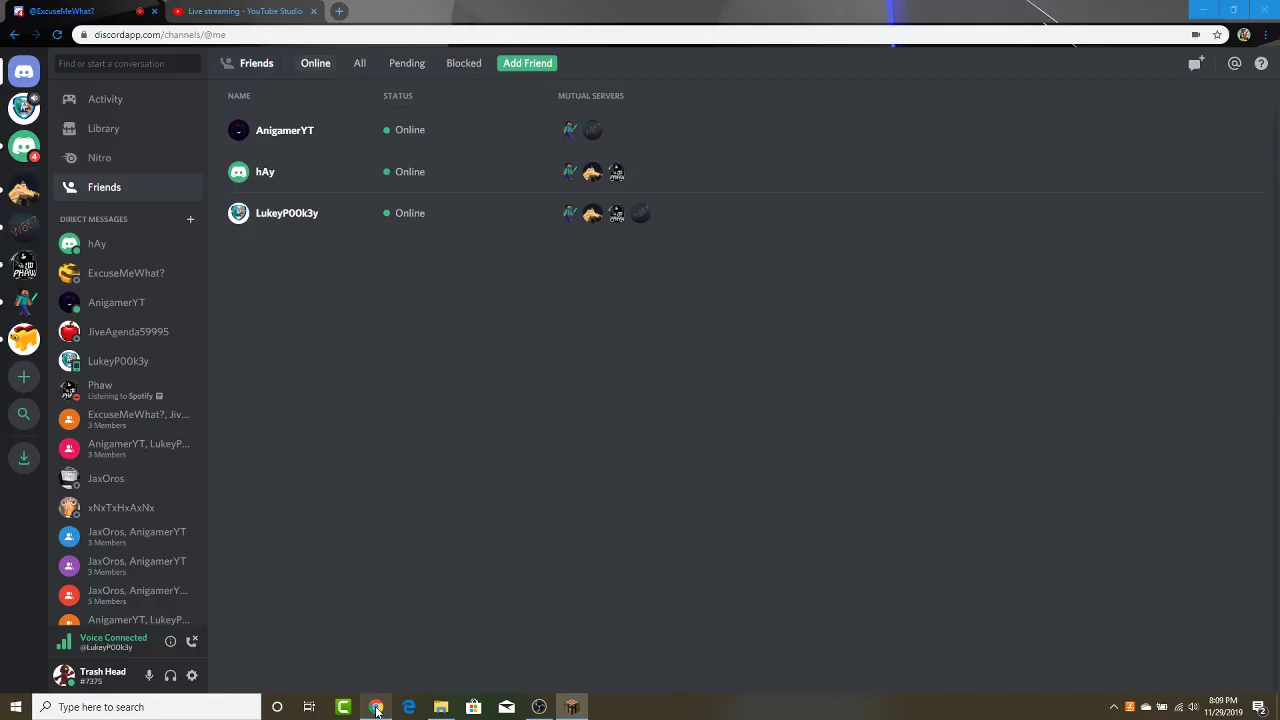 @ExcuseMeWhat?
Live streaming - YouTube Studio
discordapp.com/channels/@me
Find or start a conversation
Friends
Online
All
Pending
Blocked
Add Friend
NAME
STATUS
MUTUAL SERVERS
AnigamerYT
Online
hAy
Online
LukeyP00k3y
Online
Activity
Library
Nitro
Friends
DIRECT MESSAGES
hAy
ExcuseMeWhat?
AnigamerYT
JiveAgenda59995
LukeyP00k3y
Phaw
Listening to Spotify
ExcuseMeWhat?, Jiv...
3 Members
AnigamerYT, LukeyP...
3 Members
JaxOros
xNxTxHxAxNx
JaxOros, AnigamerYT
3 Members
JaxOros, AnigamerYT
3 Members
JaxOros, AnigamerY...
5 Members
AnigamerYT, LukeyP...
4
Voice Connected
@LukeyP00k3y
Trash Head
#7375
Type here to search
8:09 PM
11/29/2019
2